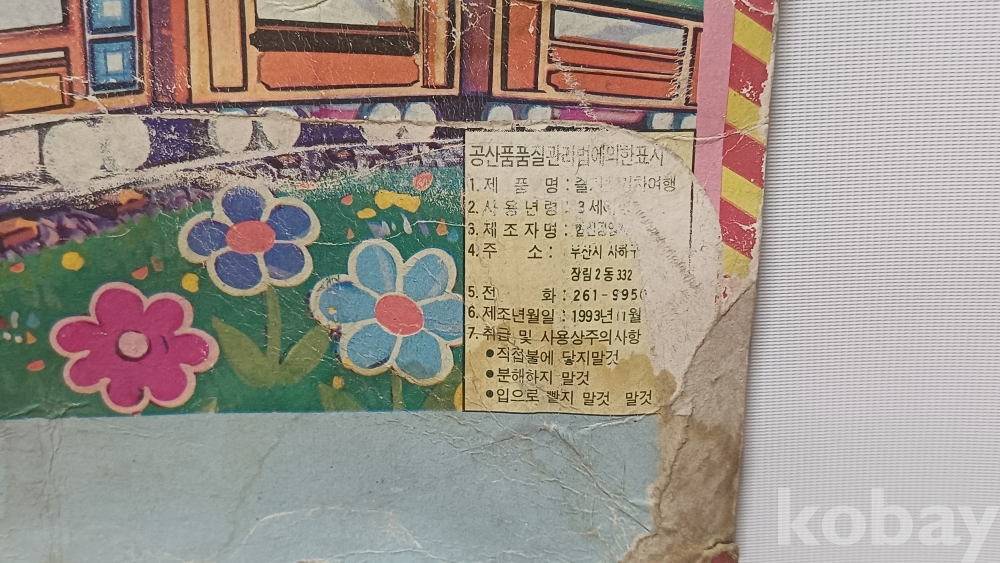 공산품품질관리법에의한표시
1. 제 품 명 :
2. 사용년령 : 3 세
3. 제조자명 :
4. 주 소 : 부산시 사하구
장림2동 332
5. 전 화 : 261-9950
6. 제조년월일 : 1993년 11월
7. 취급 및 사용상주의사항
●직접불에 닿지말것
●분해하지 말것
●입으로 빨지 말것 말것
kobay